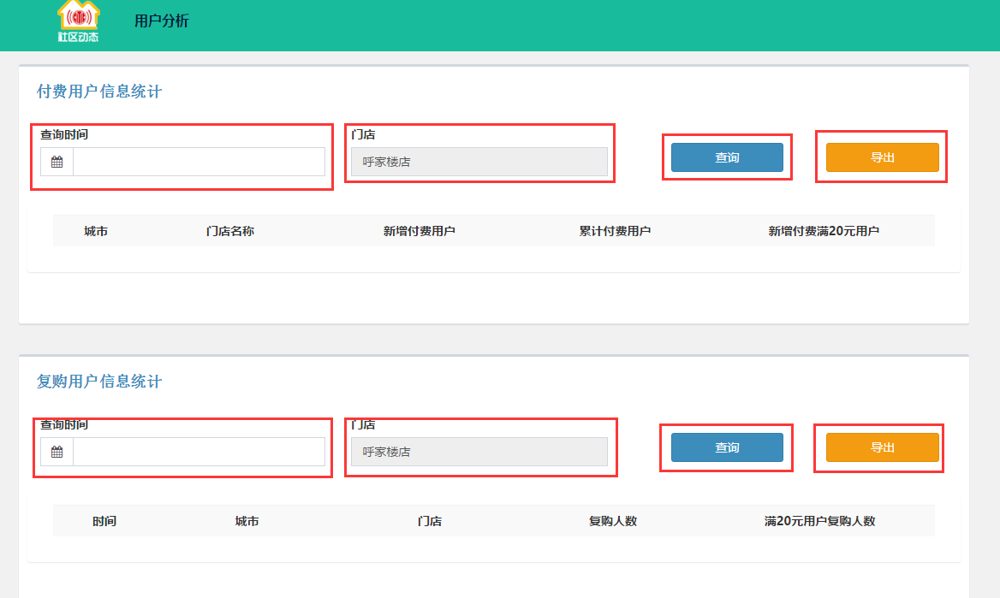 社区动态
用户分析
付费用户信息统计
查询时间
门店
呼家楼店
查询
导出
城市 门店名称 新增付费用户 累计付费用户 新增付费满20元用户
复购用户信息统计
查询时间
门店
呼家楼店
查询
导出
时间 城市 门店 复购人数 满20元用户复购人数